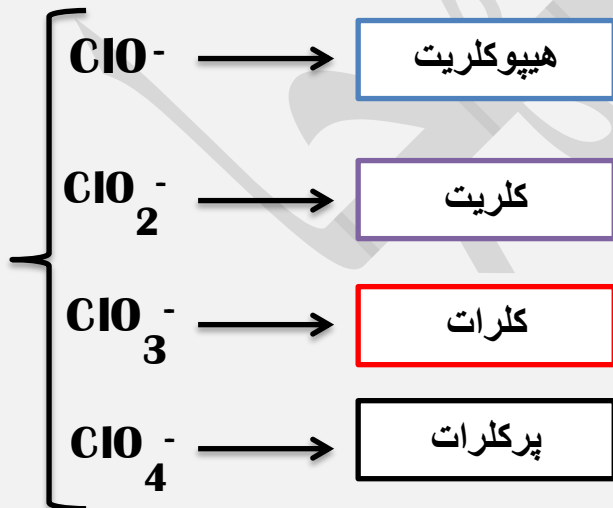 ClO⁻ → هیپوکلریت
ClO₂⁻ → کلریت
ClO₃⁻ → کلرات
ClO₄⁻ → پرکلرات